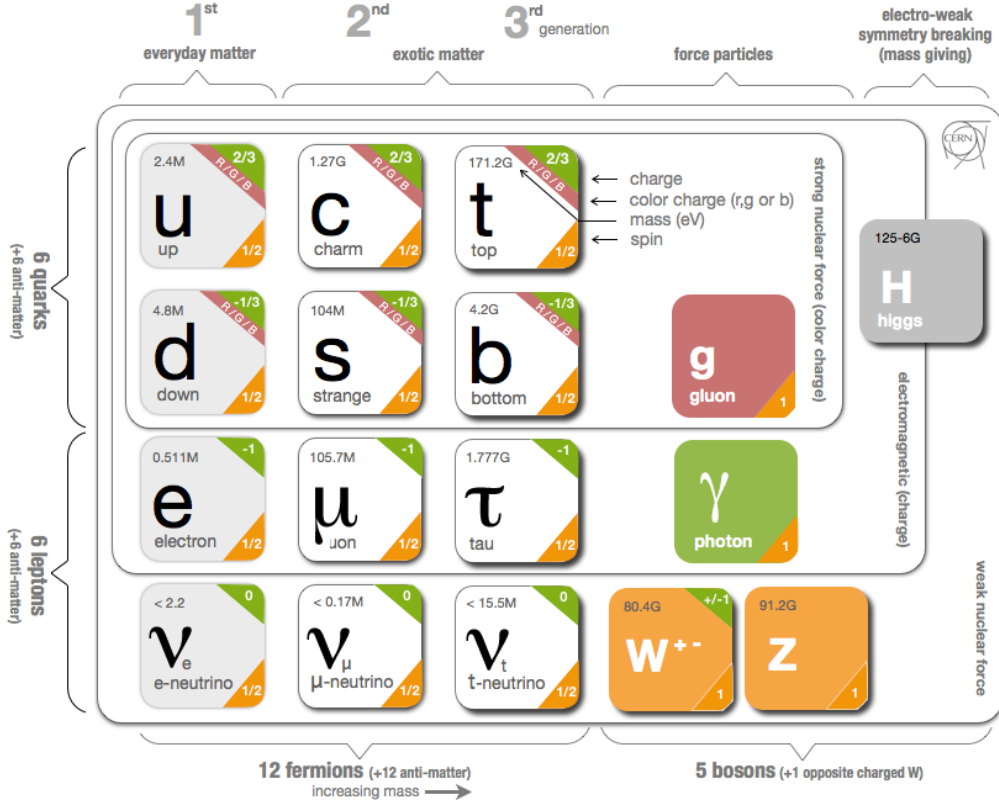 1st
2nd
3rd generation
electro-weak
symmetry breaking
(mass giving)
everyday matter
exotic matter
force particles
CERN
6 quarks
(+6 anti-matter)
2.4M
2/3
R/G/B
u
up
1/2
1.27G
2/3
R/G/B
c
charm
1/2
171.2G
2/3
R/G/B
t
top
1/2
charge
color charge (r,g or b)
mass (eV)
spin
strong nuclear force (color charge)
125-6G
H
higgs
4.8M
-1/3
R/G/B
d
down
1/2
104M
-1/3
R/G/B
s
strange
1/2
4.2G
-1/3
R/G/B
b
bottom
1/2
g
gluon
1
electromagnetic (charge)
6 leptons
(+6 anti-matter)
0.511M
-1
e
electron
1/2
105.7M
-1
μ
uon
1/2
1.777G
-1
τ
tau
1/2
γ
photon
1
weak nuclear force
< 2.2
0
νe
e-neutrino
1/2
< 0.17M
0
νμ
μ-neutrino
1/2
< 15.5M
0
νt
t-neutrino
1/2
80.4G
+/-1
W+-
1
91.2G
Z
1
12 fermions (+12 anti-matter)
increasing mass
5 bosons (+1 opposite charged W)